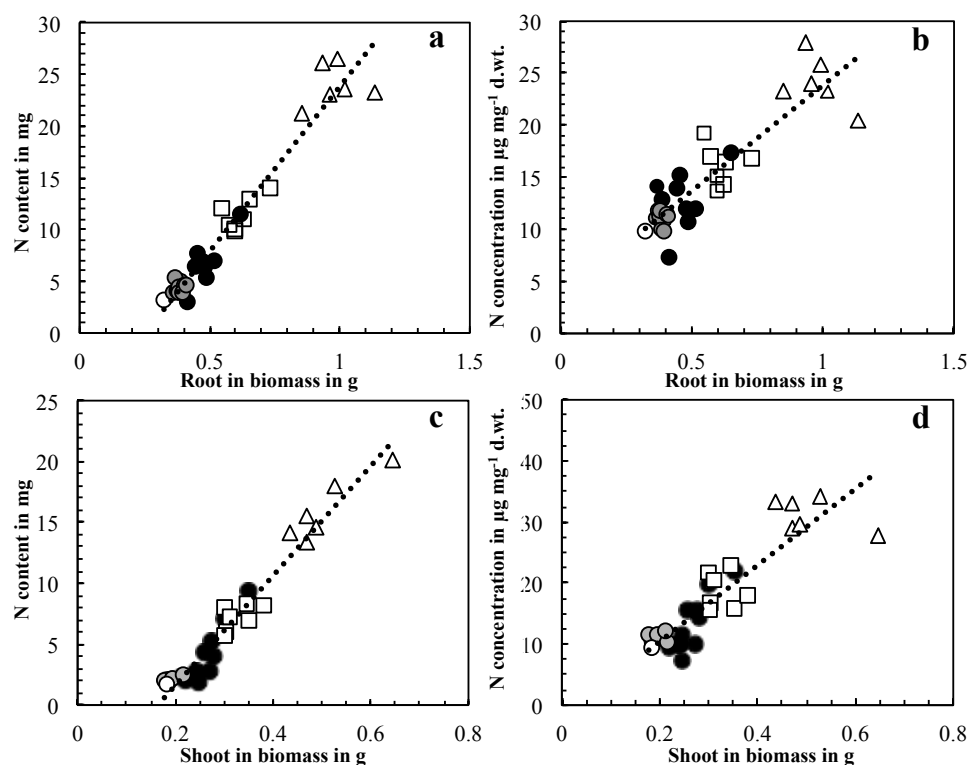 a
30
25
20
15
10
5
0
N content in mg
0 0.5 1 1.5
Root in biomass in g
b
30
25
20
15
10
5
0
N concentration in µg mg⁻¹ d.wt.
0 0.5 1 1.5
Root in biomass in g
c
25
20
15
10
5
0
N content in mg
0 0.2 0.4 0.6 0.8
Shoot in biomass in g
d
50
40
30
20
10
0
N concentration in µg mg⁻¹ d.wt.
0 0.2 0.4 0.6 0.8
Shoot in biomass in g